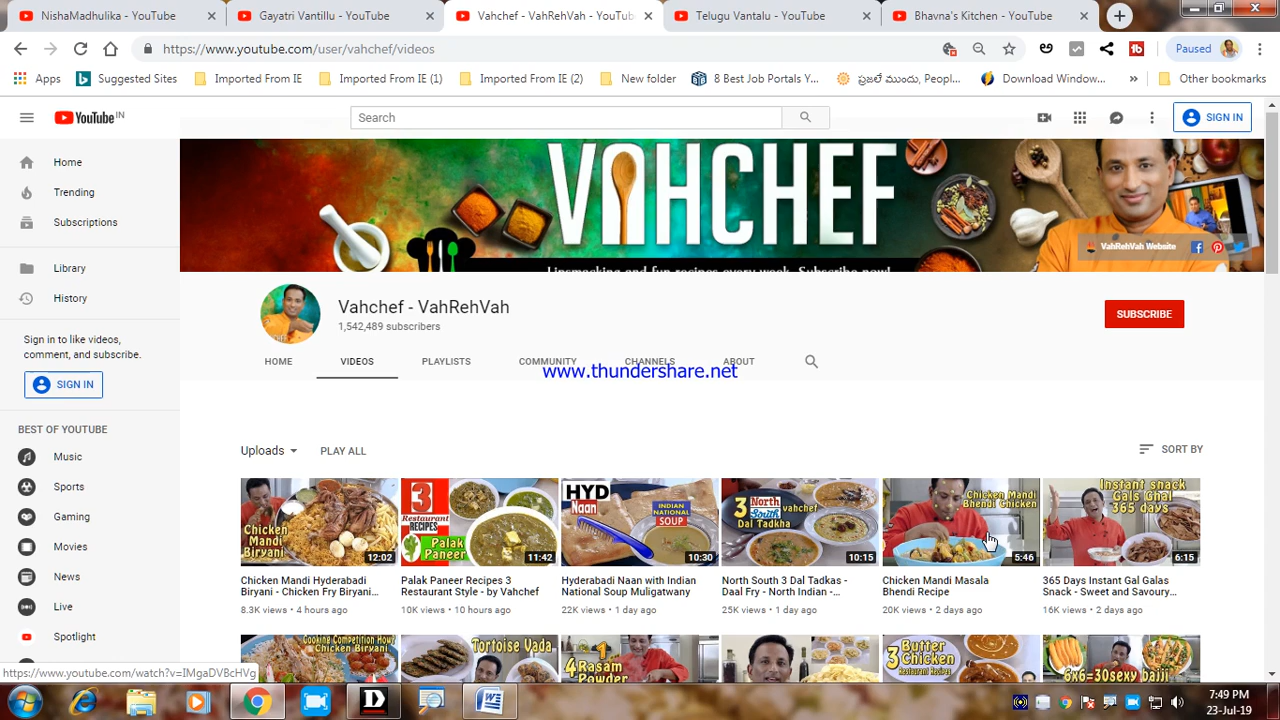 NishaMadhulika - YouTube
Gayatri Vantillu - YouTube
Vahchef - VahRehVah - YouTub
Telugu Vantalu - YouTube
Bhavna's Kitchen - YouTube
https://www.youtube.com/user/vahchef/videos
Paused
Apps
Suggested Sites
Imported From IE
Imported From IE (1)
Imported From IE (2)
New folder
8 Best Job Portals Y...
ప్రజలే ముందు, Peopl...
Download Window...
»
Other bookmarks
YouTube IN
Search
SIGN IN
Home
Trending
Subscriptions
Library
History
Sign in to like videos,
comment, and subscribe.
SIGN IN
BEST OF YOUTUBE
Music
Sports
Gaming
Movies
News
Live
Spotlight
VAHCHEF
Lipsmacking and fun recipes every week. Subscribe now!
VahRehVah Website
Vahchef - VahRehVah
1,542,489 subscribers
SUBSCRIBE
HOME
VIDEOS
PLAYLISTS
COMMUNITY
CHANNELS
ABOUT
www.thundershare.net
Uploads
PLAY ALL
SORT BY
Chicken
Mandi
Biryani
12:02
Chicken Mandi Hyderabadi
Biryani - Chicken Fry Biryani...
8.3K views • 4 hours ago
3
Restaurant
RECIPES
Palak
Paneer
11:42
Palak Paneer Recipes 3
Restaurant Style - by Vahchef
10K views • 10 hours ago
HYD
Naan
INDIAN
NATIONAL
SOUP
10:30
Hyderabadi Naan with Indian
National Soup Muligatwany
22K views • 1 day ago
3 North
South
Dal Tadkha
vahchef
10:15
North South 3 Dal Tadkas -
Daal Fry - North Indian -...
25K views • 1 day ago
Chicken Mandi
Bhendi Chicken
5:46
Chicken Mandi Masala
Bhendi Recipe
20K views • 2 days ago
Instant snack
Gals Ghal
365 days
6:15
365 Days Instant Gal Galas
Snack - Sweet and Savoury...
16K views • 2 days ago
Cooking Competition How?
Chicken Biryani
Tortoise Vada
4 Rasam
Powder
3 Butter
Chicken
Restaurant Recipes
6x6=30sexy bajji
https://www.youtube.com/watch?v=IMgaDVBcHVg
7:49 PM
23-Jul-19